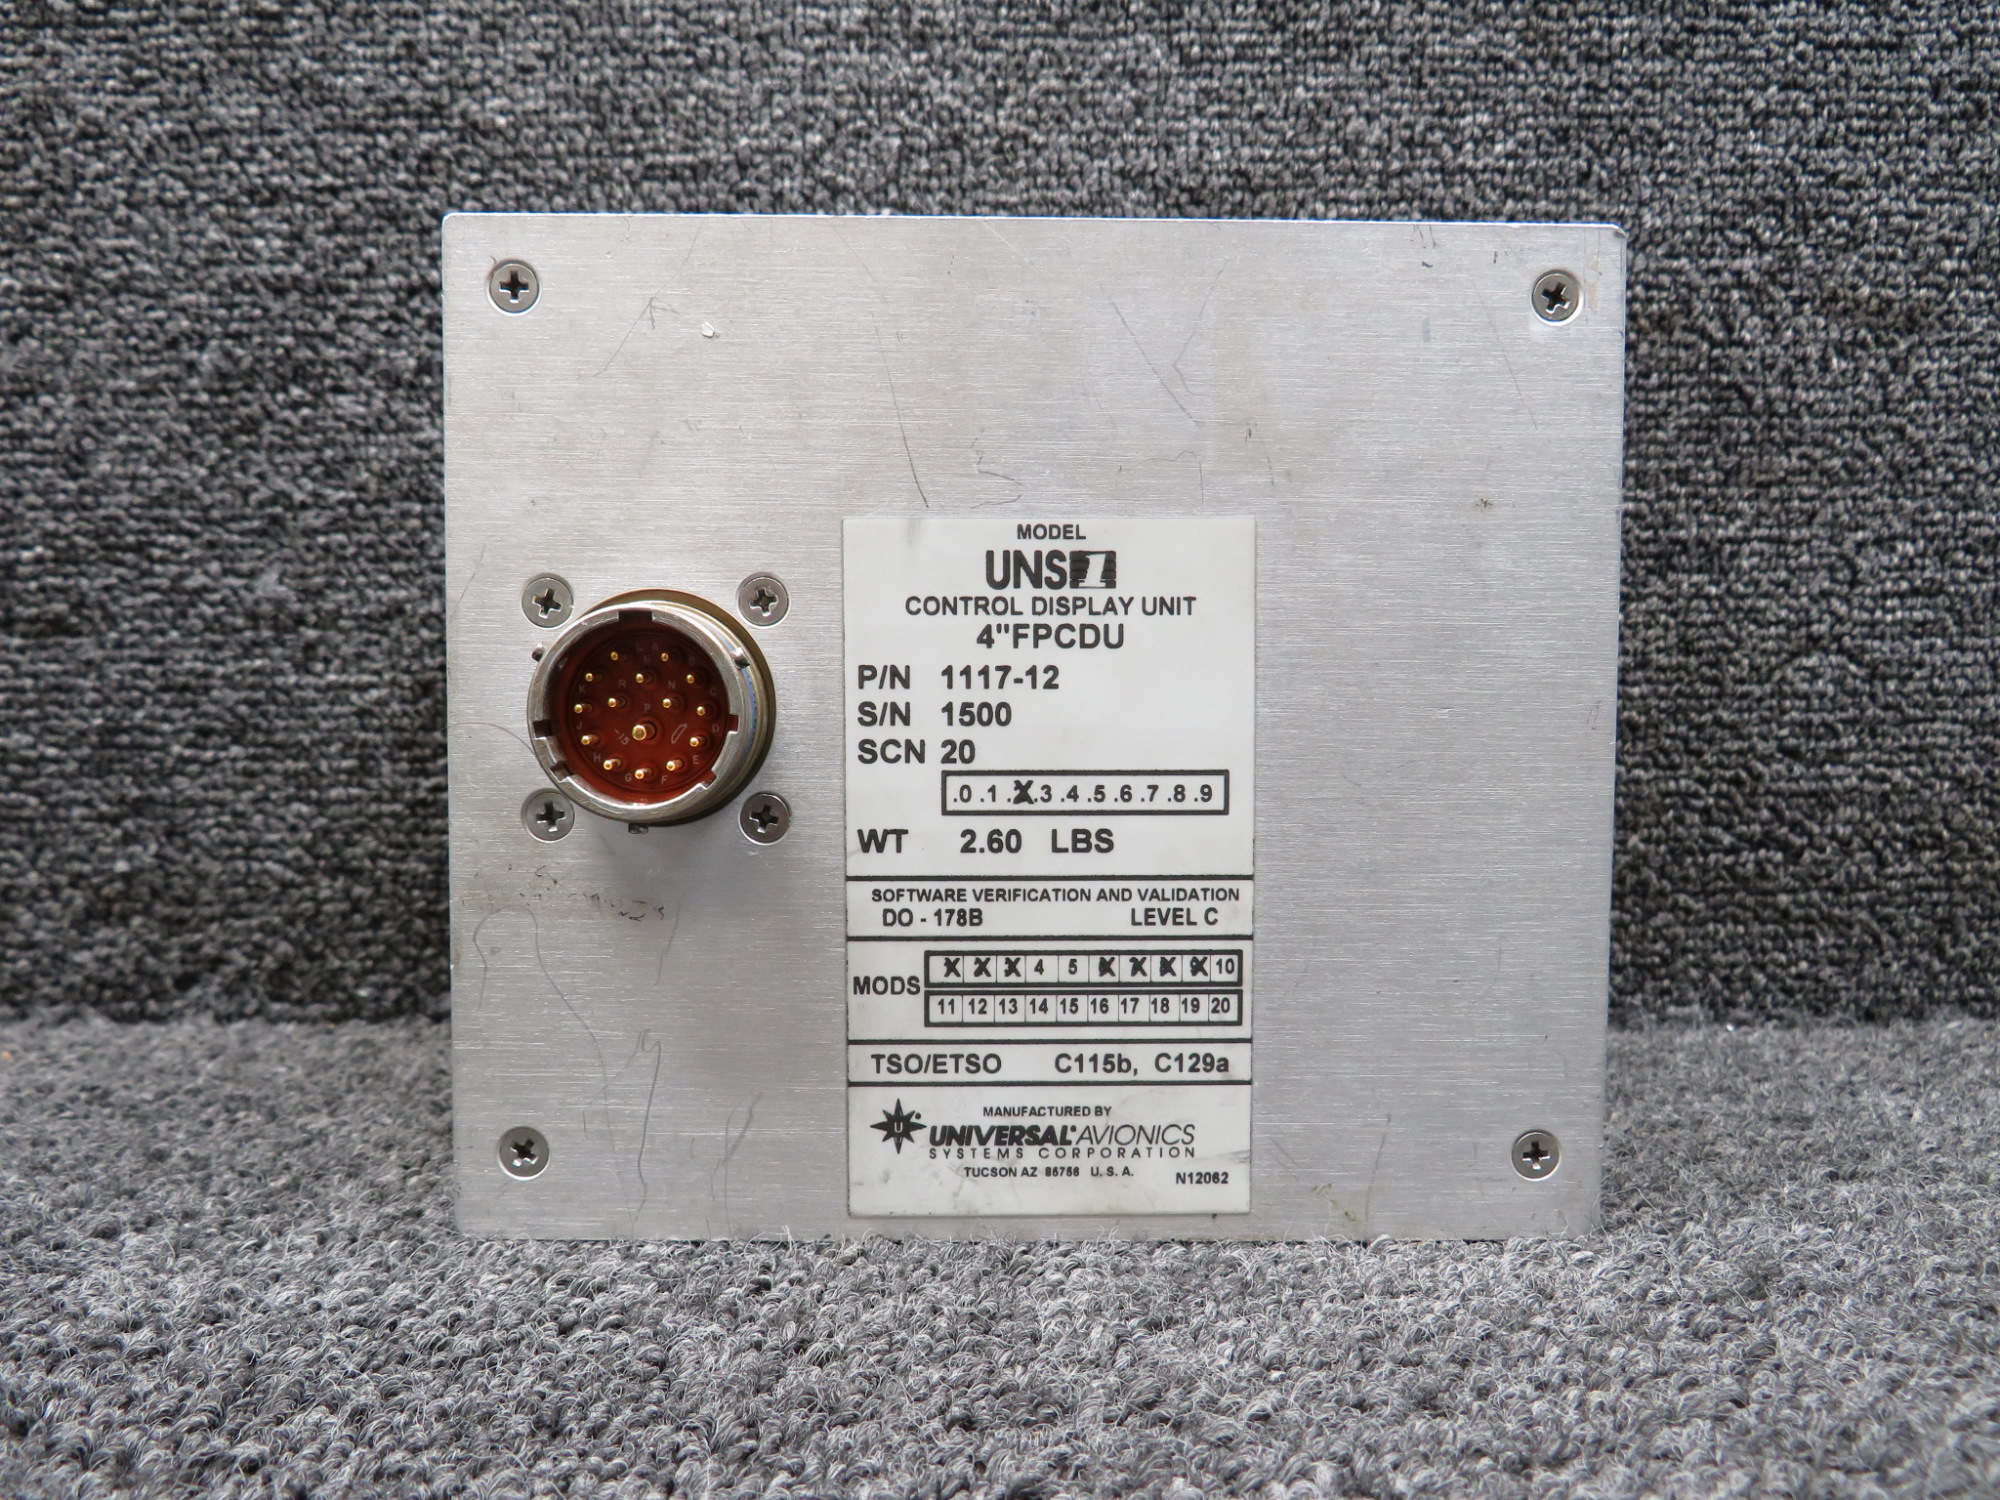 MODEL
UNS 1
CONTROL DISPLAY UNIT
4"FPCDU
P/N 1117-12
S/N 1500
SCN 20
.0 .1 .X .3 .4 .5 .6 .7 .8 .9
WT 2.60 LBS
SOFTWARE VERIFICATION AND VALIDATION
DO - 178B LEVEL C
MODS
X X X 4 5 X X X X 10
11 12 13 14 15 16 17 18 19 20
TSO/ETSO C115b, C129a
MANUFACTURED BY
U UNIVERSAL AVIONICS
SYSTEMS CORPORATION
TUCSON AZ 85756 U. S. A.
N12062
L A
K M B
R N C
J P D
-15
H E
G F